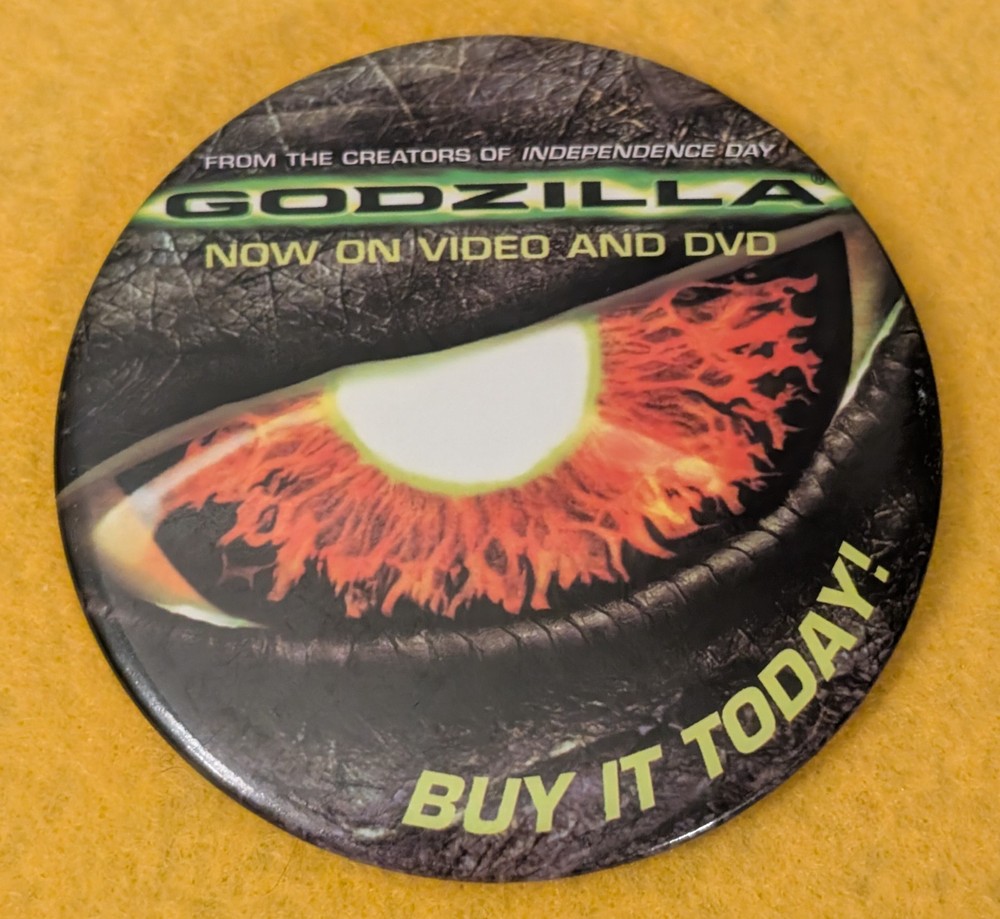 FROM THE CREATORS OF INDEPENDENCE DAY
GODZILLA®
NOW ON VIDEO AND DVD
BUY IT TODAY!